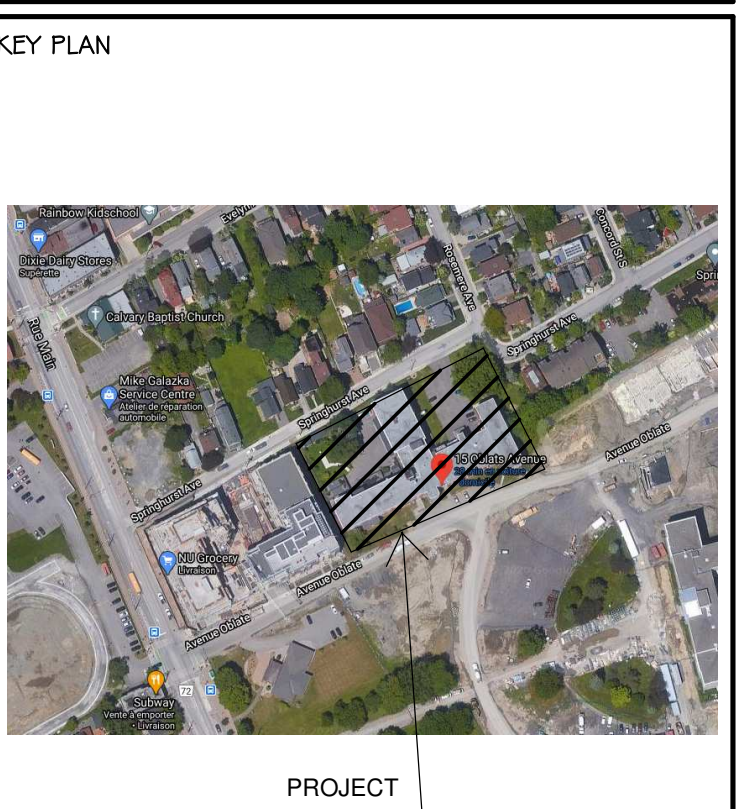 KEY PLAN
Rainbow Kidschool
Evelyn
Dixie Dairy Stores
Supérette
Concord St S
Rosemere Ave
Spri
Calvary Baptist Church
Rue Main
Springhurst Ave
Mike Galazka
Service Centre
Atelier de réparation
automobile
Springhurst Ave
Avenue Oblate
15 Oblats Avenue
Springhurst Ave
NU Grocery
Livraison
Avenue Oblate
Avenue Oblate
72
Subway
Vente à emporter
• Livraison
PROJECT